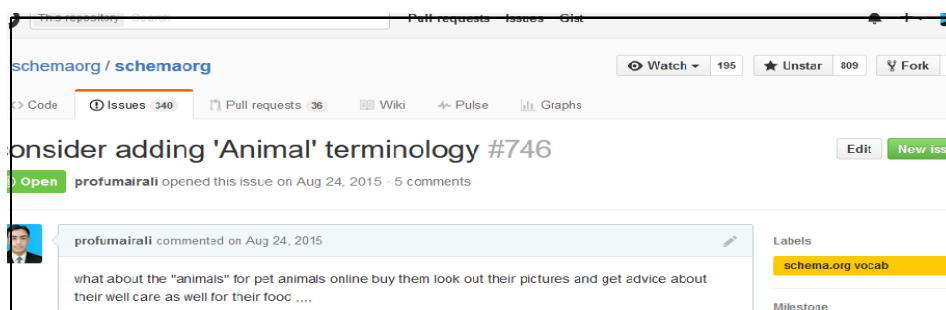 This repository Search Pull requests Issues Gist
schemaorg / schemaorg Watch 195 Unstar 809 Fork
<> Code Issues 340 Pull requests 36 Wiki Pulse Graphs
onsider adding 'Animal' terminology #746 Edit New iss
Open profumairali opened this issue on Aug 24, 2015 · 5 comments
profumairali commented on Aug 24, 2015
Labels
what about the "animals" for pet animals online buy them look out their pictures and get advice about
their well care as well for their food ,,,,
schema.org vocab
Milestone